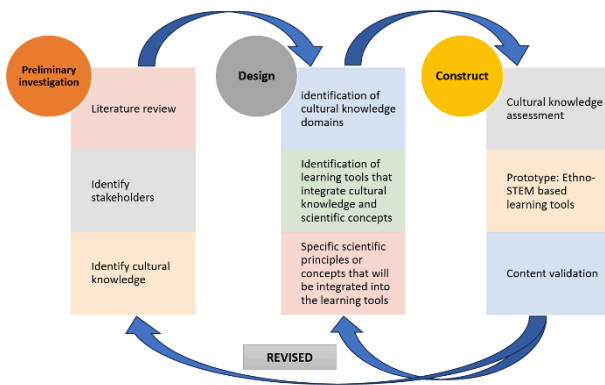 Preliminary
investigation
Literature review
Identify
stakeholders
Identify cultural
knowledge
Design
identification of
cultural knowledge
domains
Identification of
learning tools that
integrate cultural
knowledge and
scientific concepts
Specific scientific
principles or
concepts that will
be integrated into
the learning tools
Construct
Cultural knowledge
assessment
Prototype: Ethno-
STEM based
learning tools
Content validation
REVISED